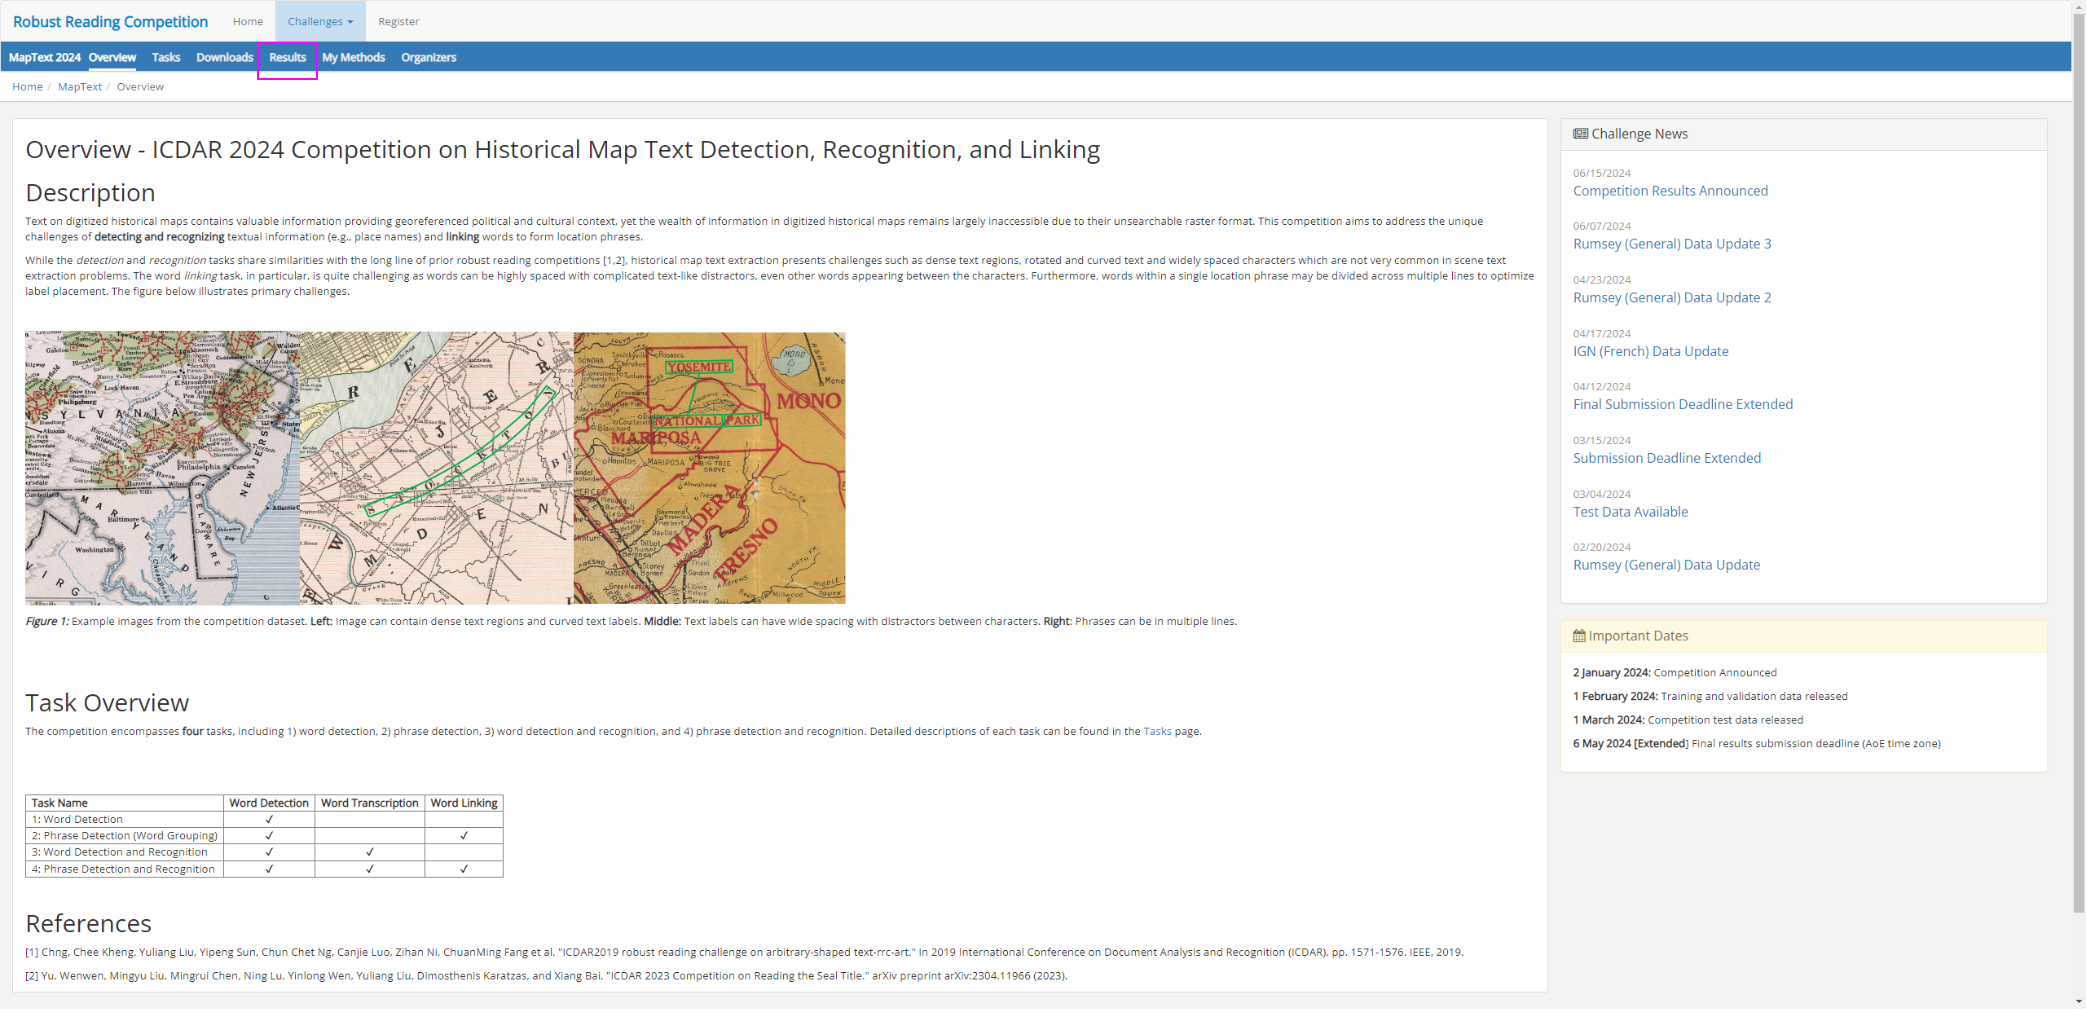 Robust Reading Competition Home Challenges Register
MapText 2024 Overview Tasks Downloads Results My Methods Organizers
Home / MapText / Overview
Overview - ICDAR 2024 Competition on Historical Map Text Detection, Recognition, and Linking
Description
Text on digitized historical maps contains valuable information providing georeferenced political and cultural context, yet the wealth of information in digitized historical maps remains largely inaccessible due to their unsearchable raster format. This competition aims to address the unique
challenges of detecting and recognizing textual information (e.g., place names) and linking words to form location phrases.
While the detection and recognition tasks share similarities with the long line of prior robust reading competitions [1,2], historical map text extraction presents challenges such as dense text regions, rotated and curved text and widely spaced characters which are not very common in scene text
extraction problems. The word linking task, in particular, is quite challenging as words can be highly spaced with complicated text-like distractors, even other words appearing between the characters. Furthermore, words within a single location phrase may be divided across multiple lines to optimize
label placement. The figure below illustrates primary challenges.
Lock Haven
Philipsburg
E. Stroudsburg
Philadelphia
Camden
Wilmington
NEW JERSEY
DELAWARE
MARYLAND
Baltimore
Washington
Delaware
Bay
STOCKTON
YOSEMITE
NATIONAL PARK
MONO
MONO
MARIPOSA
MARIPOSA BIG TREE
GROVE
MADERA
FRESNO
Figure 1: Example images from the competition dataset. Left: Image can contain dense text regions and curved text labels. Middle: Text labels can have wide spacing with distractors between characters. Right: Phrases can be in multiple lines.
Task Overview
The competition encompasses four tasks, including 1) word detection, 2) phrase detection, 3) word detection and recognition, and 4) phrase detection and recognition. Detailed descriptions of each task can be found in the Tasks page.
Task Name Word Detection Word Transcription Word Linking
1: Word Detection ✓
2: Phrase Detection (Word Grouping) ✓ ✓
3: Word Detection and Recognition ✓ ✓
4: Phrase Detection and Recognition ✓ ✓ ✓
References
[1] Chng, Chee Kheng, Yuliang Liu, Yipeng Sun, Chun Chet Ng, Canjie Luo, Zihan Ni, ChuanMing Fang et al. "ICDAR2019 robust reading challenge on arbitrary-shaped text-rrc-art." In 2019 International Conference on Document Analysis and Recognition (ICDAR), pp. 1571-1576. IEEE, 2019.
[2] Yu, Wenwen, Mingyu Liu, Mingrui Chen, Ning Lu, Yinlong Wen, Yuliang Liu, Dimosthenis Karatzas, and Xiang Bai. "ICDAR 2023 Competition on Reading the Seal Title." arXiv preprint arXiv:2304.11966 (2023).
Challenge News
06/15/2024
Competition Results Announced
06/07/2024
Rumsey (General) Data Update 3
04/23/2024
Rumsey (General) Data Update 2
04/17/2024
IGN (French) Data Update
04/12/2024
Final Submission Deadline Extended
03/15/2024
Submission Deadline Extended
03/04/2024
Test Data Available
02/20/2024
Rumsey (General) Data Update
Important Dates
2 January 2024: Competition Announced
1 February 2024: Training and validation data released
1 March 2024: Competition test data released
6 May 2024 [Extended] Final results submission deadline (AoE time zone)